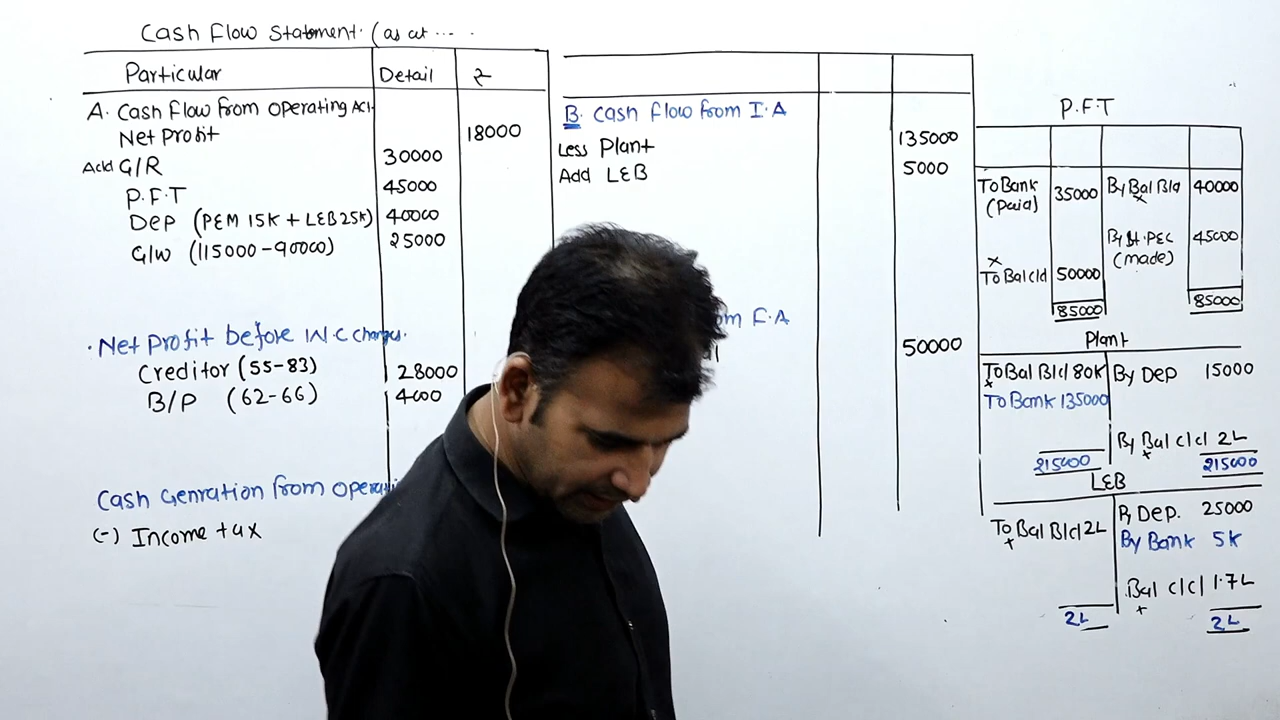 Cash Flow Statement. (as at ....
Particular Detail ₹
A. Cash Flow From Operating Act.
Net Profit 18000
Add G/R 30000
P.F.T 45000
Dep (PEM 15K + L&B 25K) 40000
G/W (115000-90000) 25000
. Net Profit before W.C changes.
Creditor (55-83) 28000
B/P (62-66) 4000
Cash Genration from Operati
(-) Income tax
B. Cash flow from I.A
Less Plant 135000
Add L&B 5000
om F.A
50000
P.F.T
To Bank 35000 By Bal B/d 40000
(Paid) x
By St. P&L 45000
x (made)
To Bal c/d 50000
85000 85000
Plant
To Bal B/d 80K By Dep 15000
x
To Bank 135000
By Bal c/d 2L
x
215000 215000
L&B
To Bal B/d 2L By Dep. 25000
x
By Bank 5K
Bal c/d 1.7L
x
2L 2L